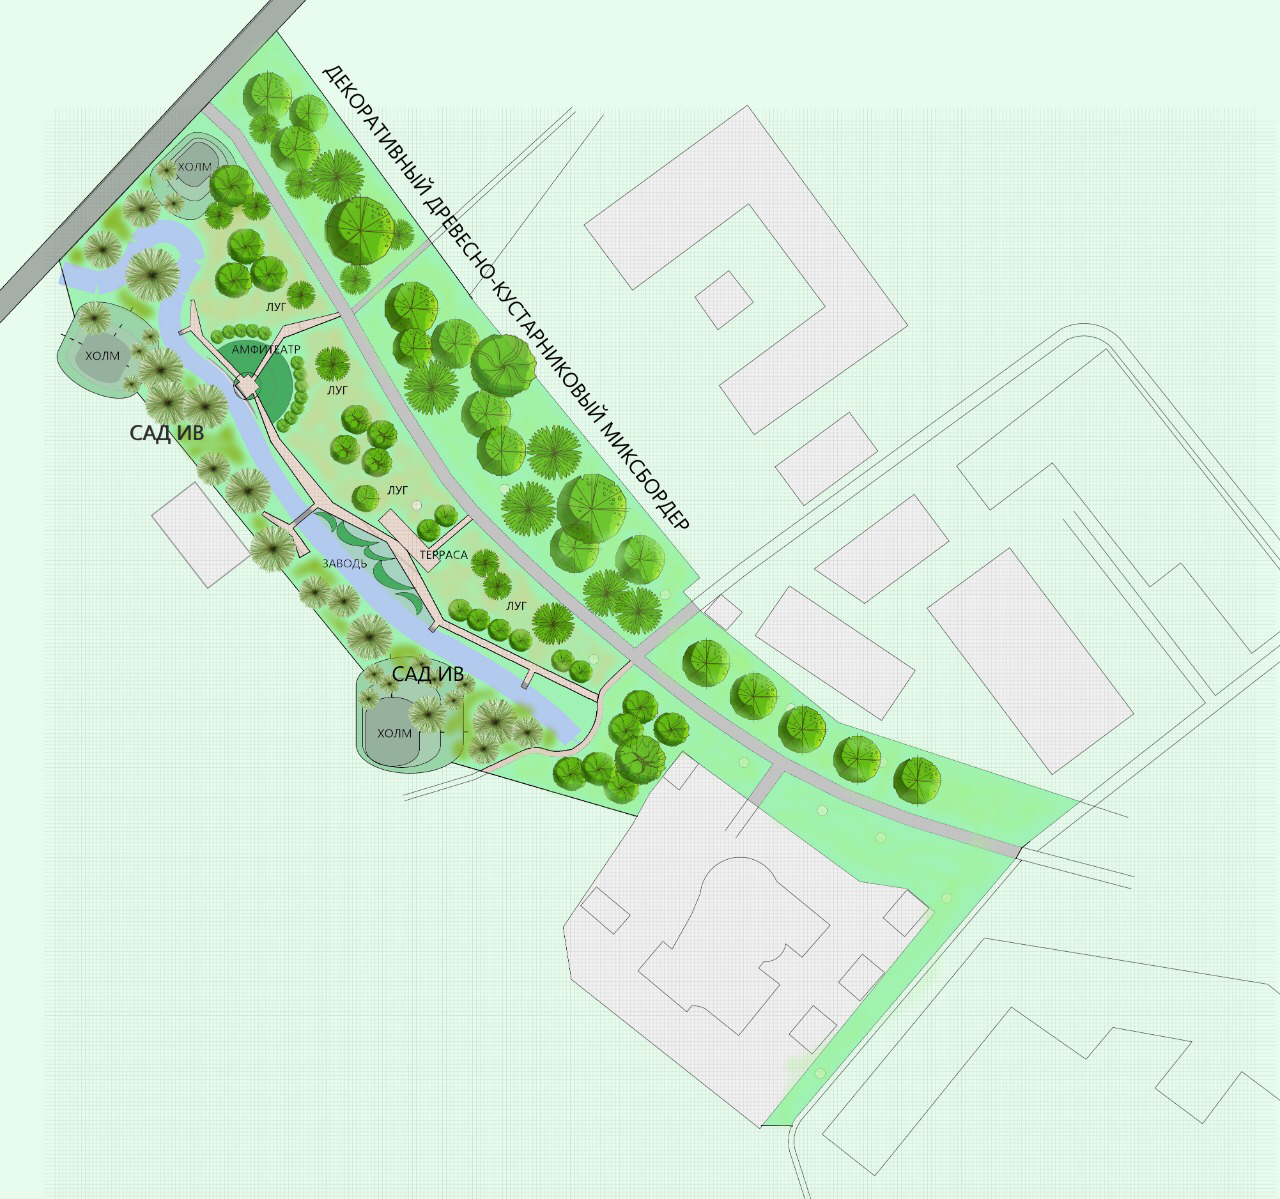 ДЕКОРАТИВНЫЙ ДРЕВЕСНО-КУСТАРНИКОВЫЙ МИКСБОРДЕР
ХОЛМ
ЛУГ
АМФИТЕАТР
ХОЛМ
ЛУГ
САД ИВ
ЛУГ
ТЕРРАСА
ЗАВОДЬ
ЛУГ
САД ИВ
ХОЛМ